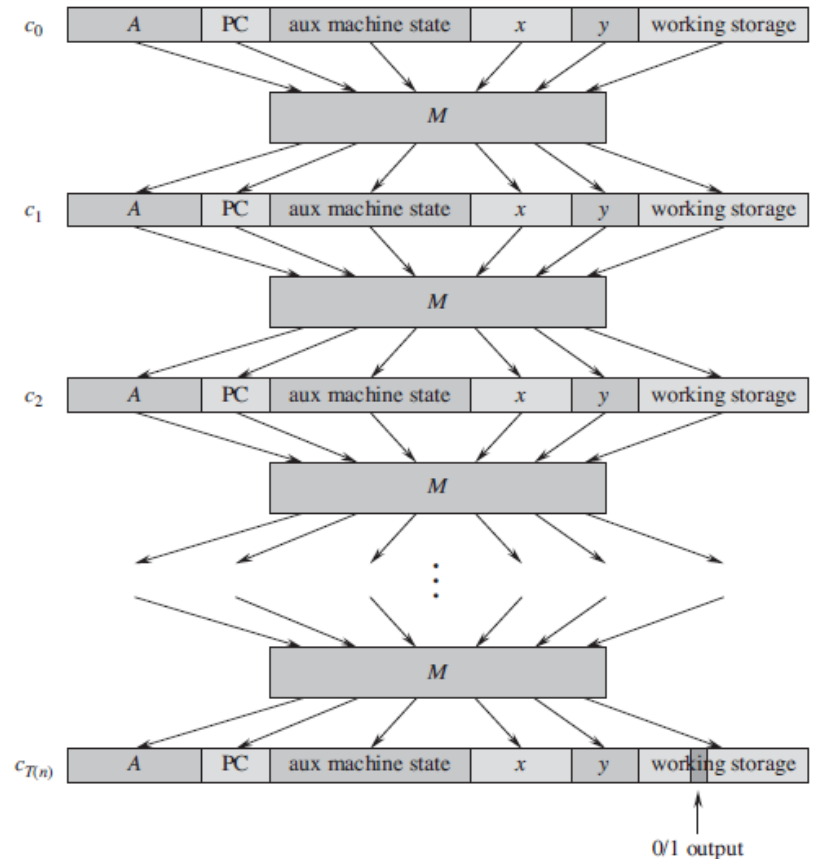 c0 A PC aux machine state x y working storage
M
c1 A PC aux machine state x y working storage
M
c2 A PC aux machine state x y working storage
M
⋮
M
cT(n) A PC aux machine state x y working storage
0/1 output